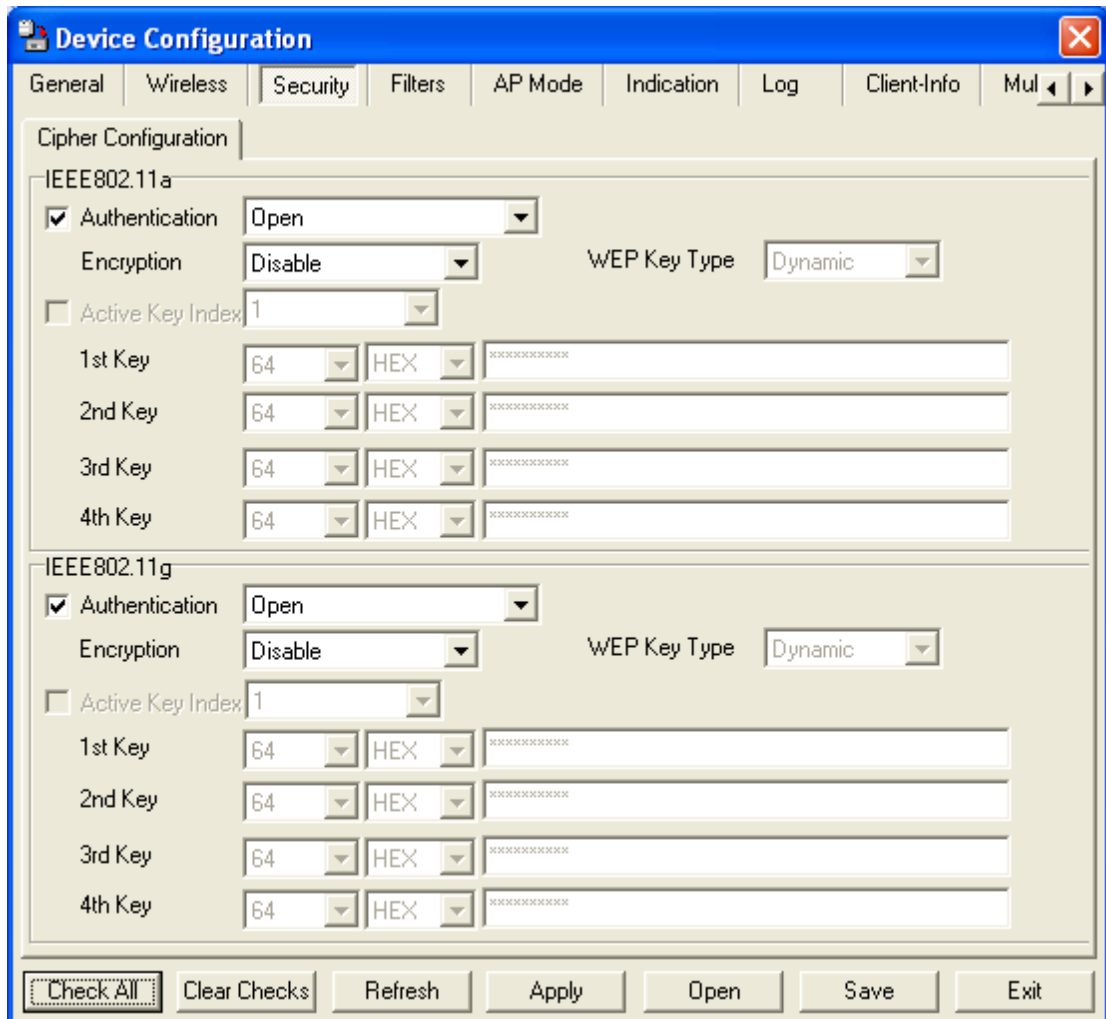 Device Configuration
General Wireless Security Filters AP Mode Indication Log Client-Info Mul
Cipher Configuration
IEEE802.11a
Authentication Open
Encryption Disable WEP Key Type Dynamic
Active Key Index 1
1st Key 64 HEX **********
2nd Key 64 HEX **********
3rd Key 64 HEX **********
4th Key 64 HEX **********
IEEE802.11g
Authentication Open
Encryption Disable WEP Key Type Dynamic
Active Key Index 1
1st Key 64 HEX **********
2nd Key 64 HEX **********
3rd Key 64 HEX **********
4th Key 64 HEX **********
Check All Clear Checks Refresh Apply Open Save Exit